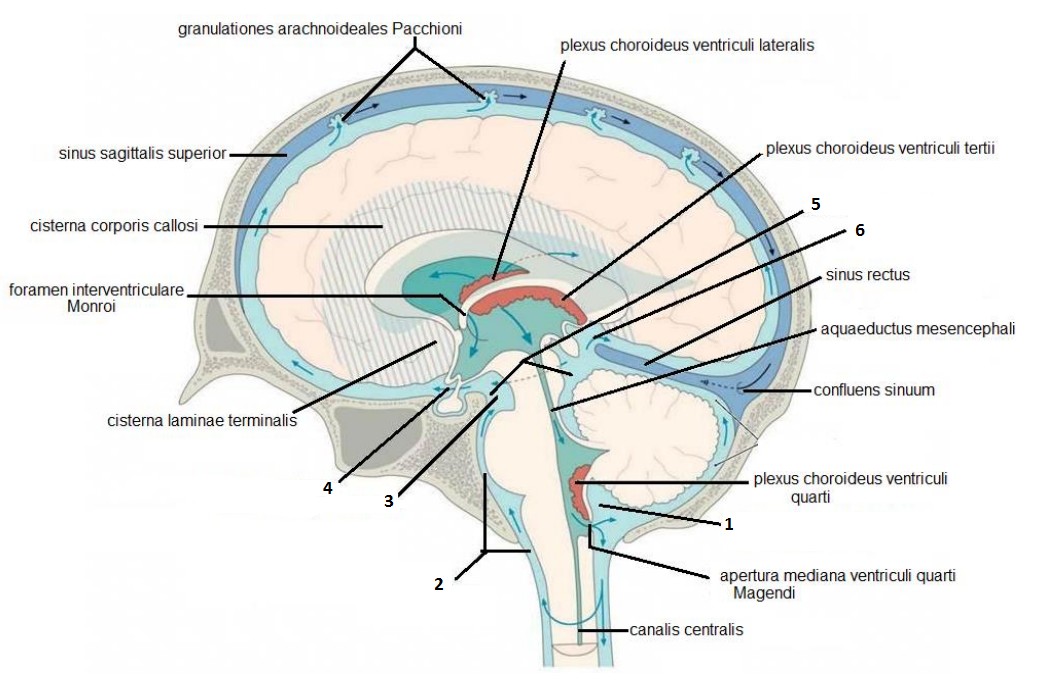 granulationes arachnoideales Pacchioni
plexus choroideus ventriculi lateralis
sinus sagittalis superior
plexus choroideus ventriculi tertii
5
cisterna corporis callosi
6
sinus rectus
foramen interventriculare
Monroi
aquaeductus mesencephali
confluens sinuum
cisterna laminae terminalis
4
3
plexus choroideus ventriculi
quarti
1
2
apertura mediana ventriculi quarti
Magendi
canalis centralis